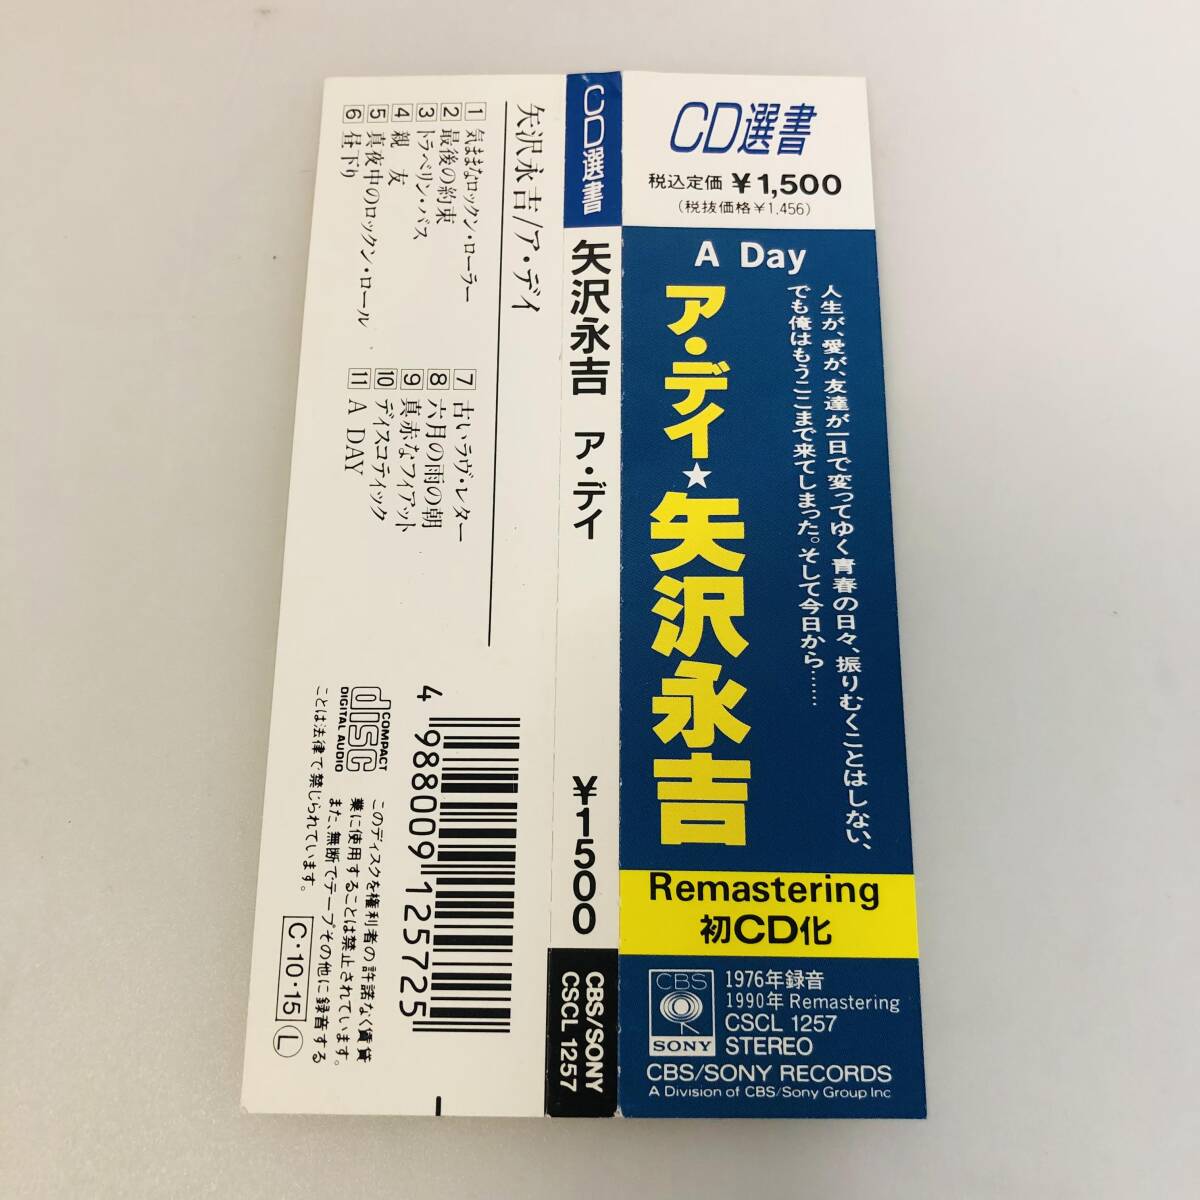 CD選書
税込定価 ￥1,500
(税抜価格￥1,456)
A Day
ア・デイ★矢沢永吉
人生が、愛が、友達が一日で変ってゆく青春の日々、振りむくことはしない、
でも俺はもうここまで来てしまった。そして今日から……
Remastering
初CD化
CBS
SONY
1976年録音
1990年 Remastering
CSCL 1257
STEREO
CBS/SONY RECORDS
A Division of CBS/Sony Group Inc
CD選書 矢沢永吉 ア・デイ ￥1500
CBS/SONY
CSCL 1257
矢沢永吉/ア・デイ
1 気ままなロックン・ローラー
2 最後の約束
3 トラベリン・バス
4 親 友
5 真夜中のロックン・ロール
6 昼下り
7 古いラヴ・レター
8 六月の雨の朝
9 真赤なフィアット
10 デイスコティック
11 A DAY
4 988009 125725
COMPACT
disc
DIGITAL AUDIO
このディスクを権利者の許諾なく賃貸
業に使用することは禁止されています。
また、無断でテープその他に録音する
ことは法律で禁じられています。
C・10・15 L